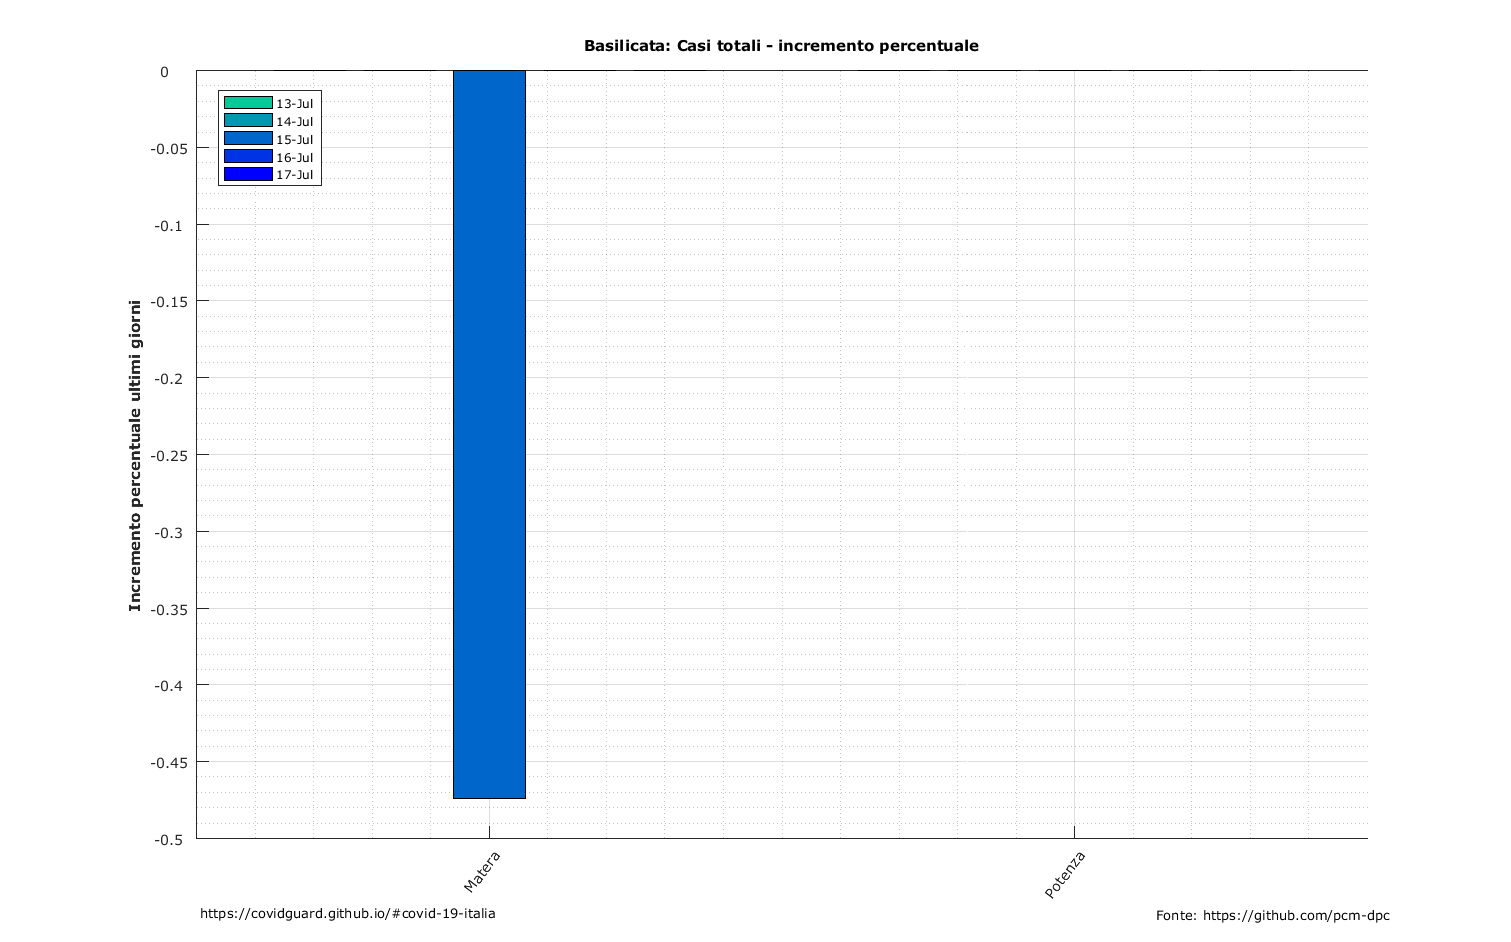 Basilicata: Casi totali - incremento percentuale
0
-0.05
-0.1
-0.15
-0.2
-0.25
-0.3
-0.35
-0.4
-0.45
-0.5
Incremento percentuale ultimi giorni
13-Jul
14-Jul
15-Jul
16-Jul
17-Jul
Matera
Potenza
https://covidguard.github.io/#covid-19-italia
Fonte: https://github.com/pcm-dpc